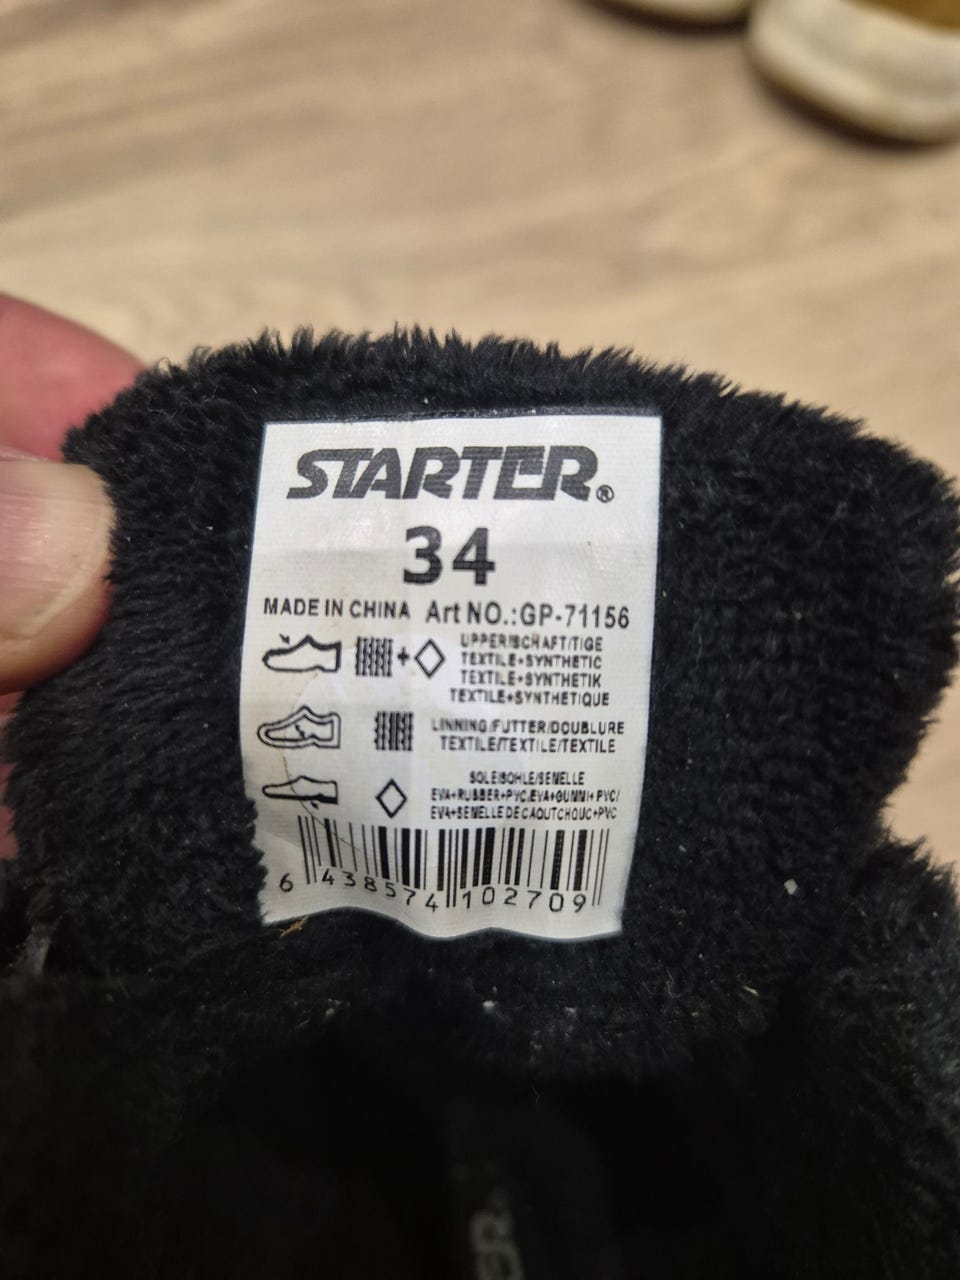 STARTER®
34
MADE IN CHINA Art NO.:GP-71156
UPPER/SCHAFT/TIGE
TEXTILE+SYNTHETIC
TEXTILE+SYNTHETIK
TEXTILE+SYNTHETIQUE
LINNING/FUTTER/DOUBLURE
TEXTILE/TEXTILE/TEXTILE
SOLE/SOHLE/SENELLE
EVA+RUBBER+PVC/EVA+GUNNI+PVC/
EVA+SENELLE DE CAOUTCHOUC+PVC
6 438574 102709
ER